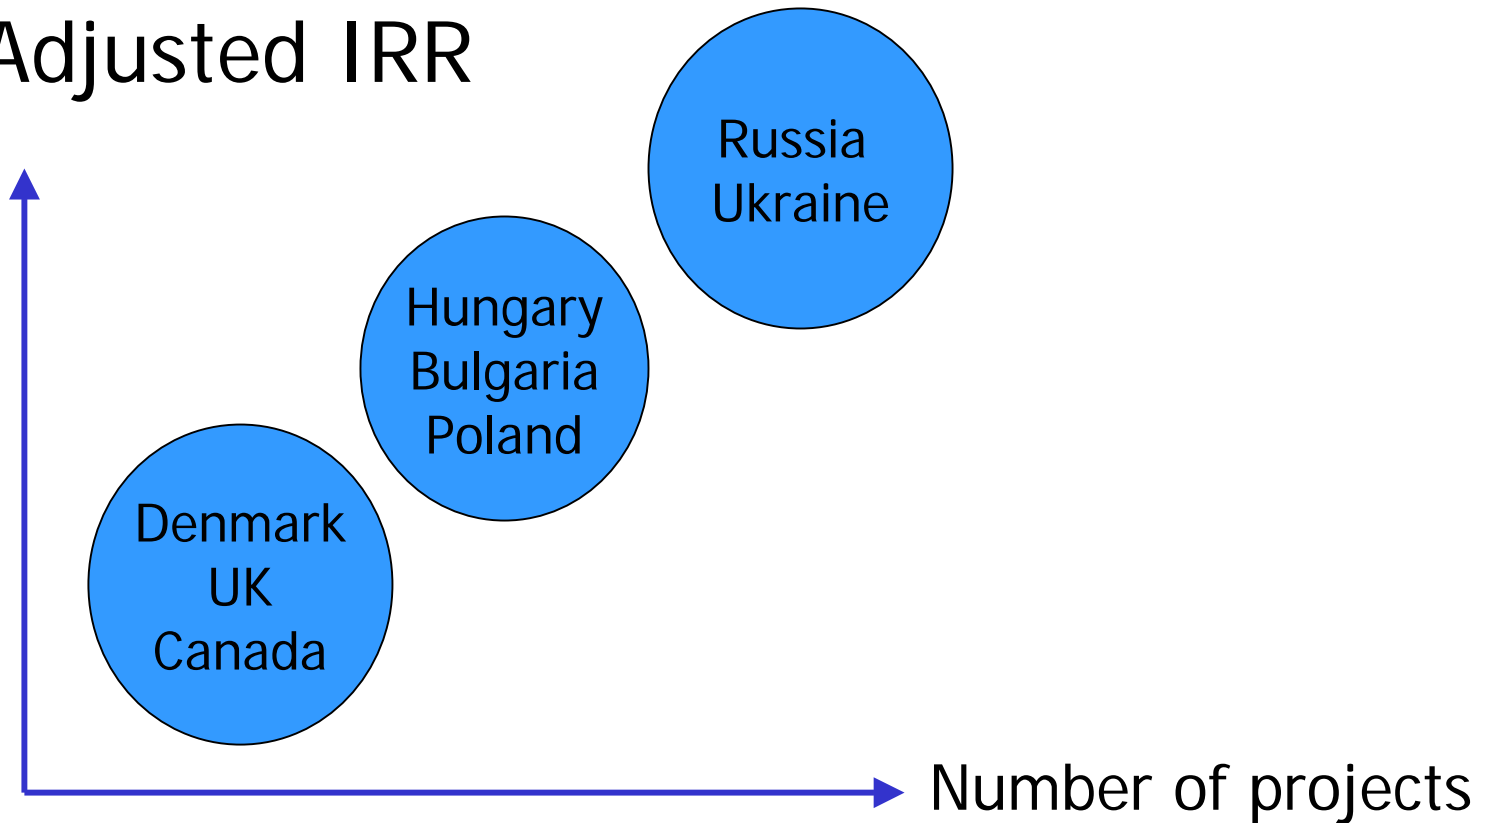 Adjusted IRR
Russia
Ukraine
Hungary
Bulgaria
Poland
Denmark
UK
Canada
Number of projects